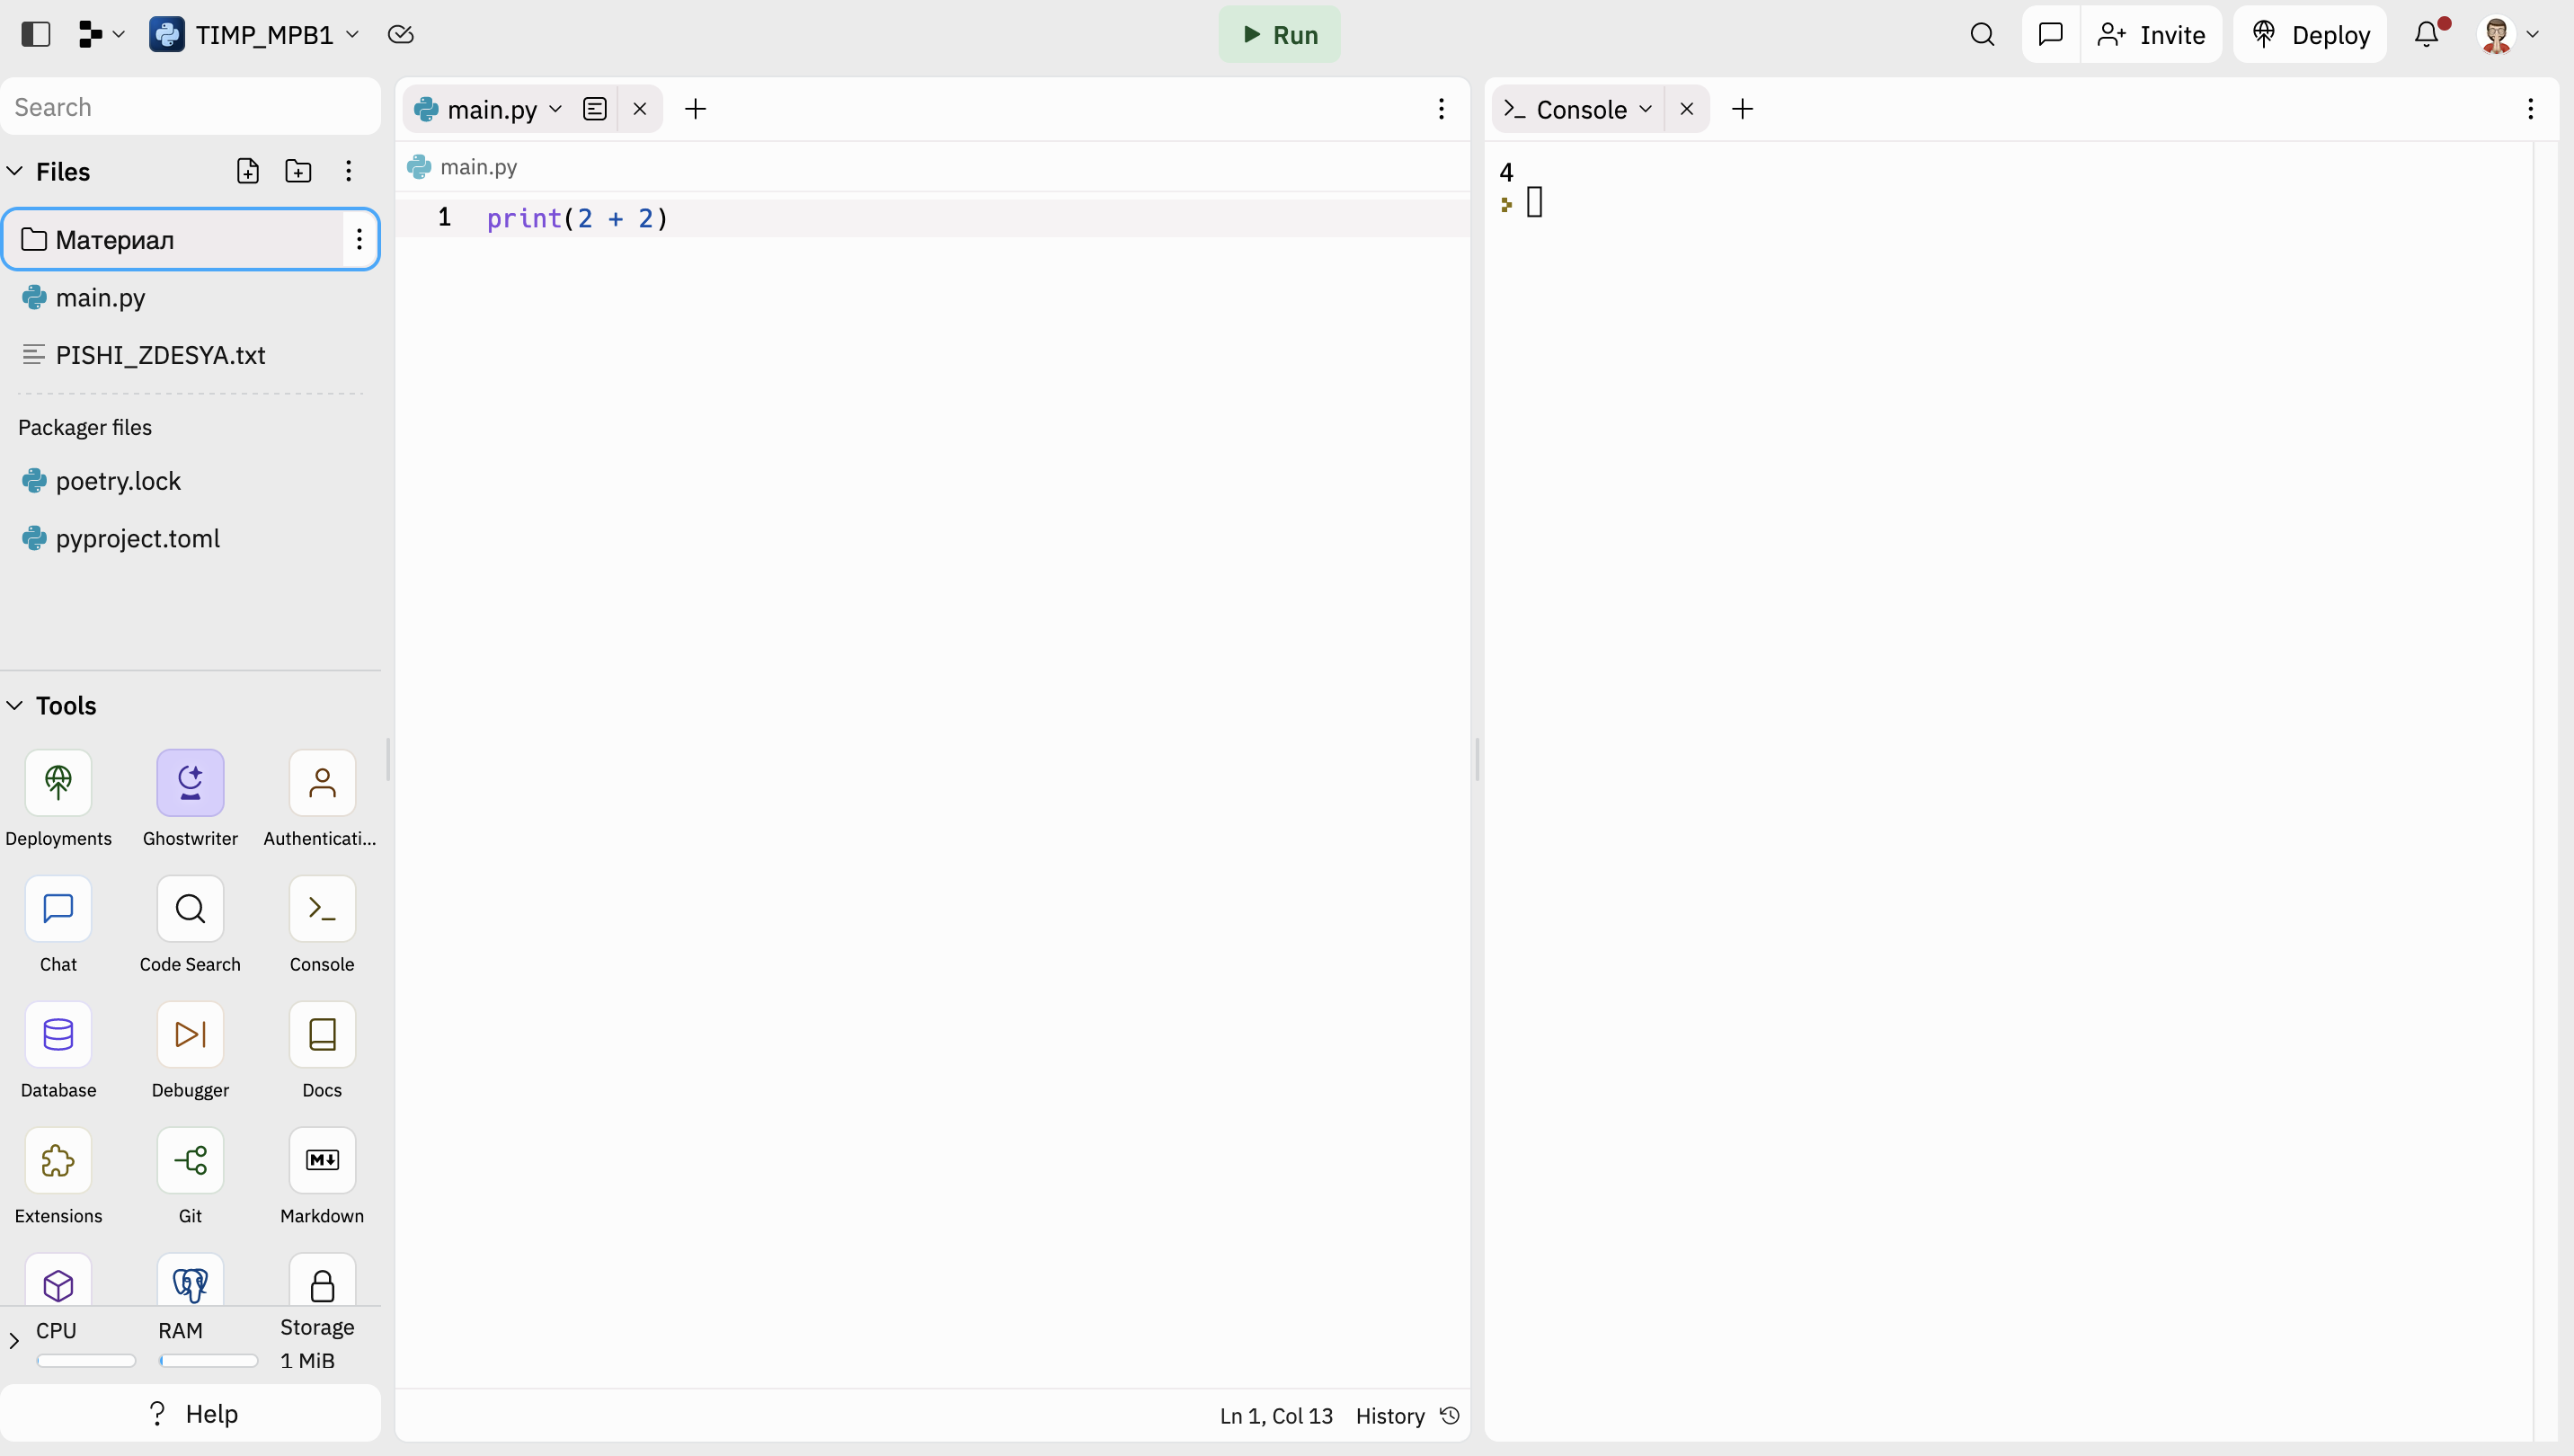 TIMP_MPB1
Run
Invite
Deploy
Search
Files
Материал
main.py
PISHI_ZDESYA.txt
Packager files
poetry.lock
pyproject.toml
Tools
Deployments
Ghostwriter
Authenticati...
Chat
Code Search
Console
Database
Debugger
Docs
Extensions
Git
Markdown
CPU
RAM
Storage
1 MiB
? Help
main.py
main.py
1 print(2 + 2)
Ln 1, Col 13
History
Console
4